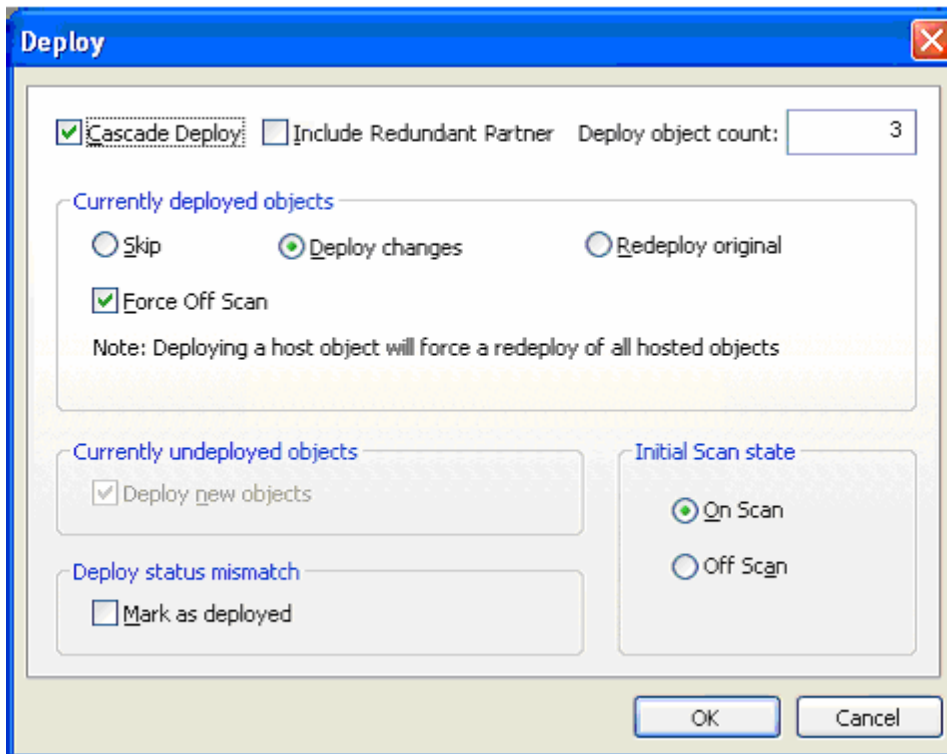 Deploy
Cascade Deploy Include Redundant Partner Deploy object count: 3
Currently deployed objects
Skip Deploy changes Redeploy original
Force Off Scan
Note: Deploying a host object will force a redeploy of all hosted objects
Currently undeployed objects
Deploy new objects
Initial Scan state
On Scan
Off Scan
Deploy status mismatch
Mark as deployed
OK Cancel